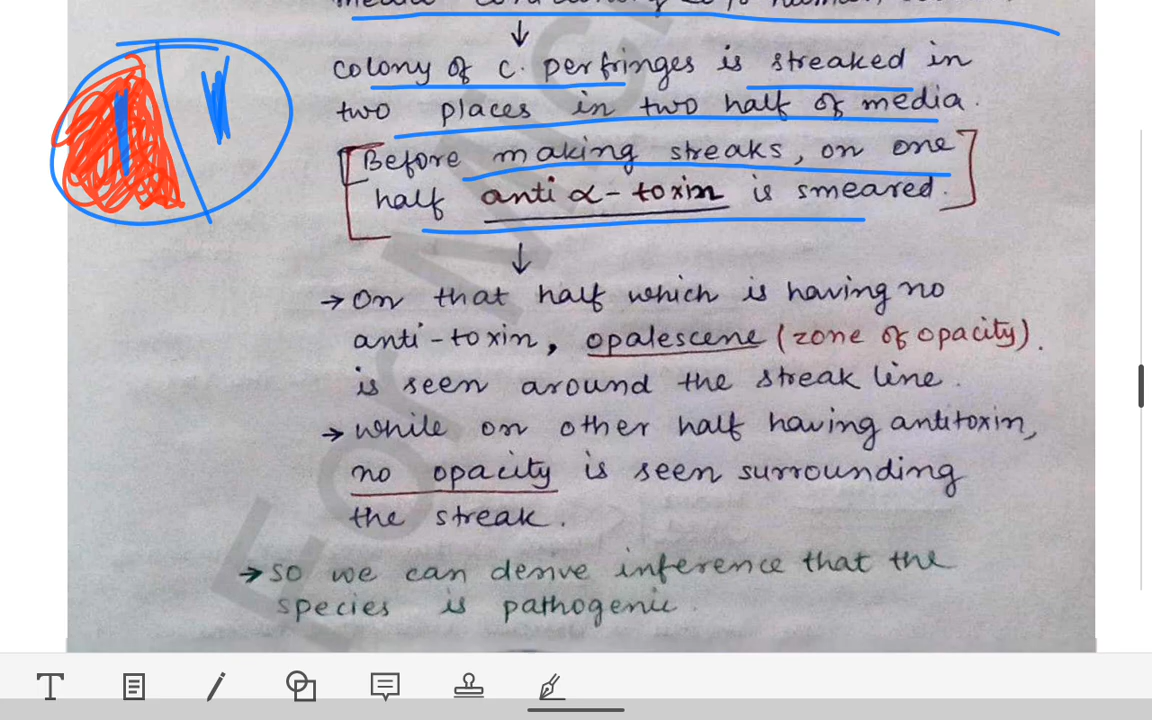 colony of c. perfringes is streaked in
two places in two half of media.
[Before making streaks, on one
half anti α-toxin is smeared.]
→ On that half which is having no
anti-toxin, opalescene (zone of opacity).
is seen around the streak line.
→ while on other half having antitoxin,
no opacity is seen surrounding
the streak.
→ so we can derive inference that the
species is pathogenic.
T